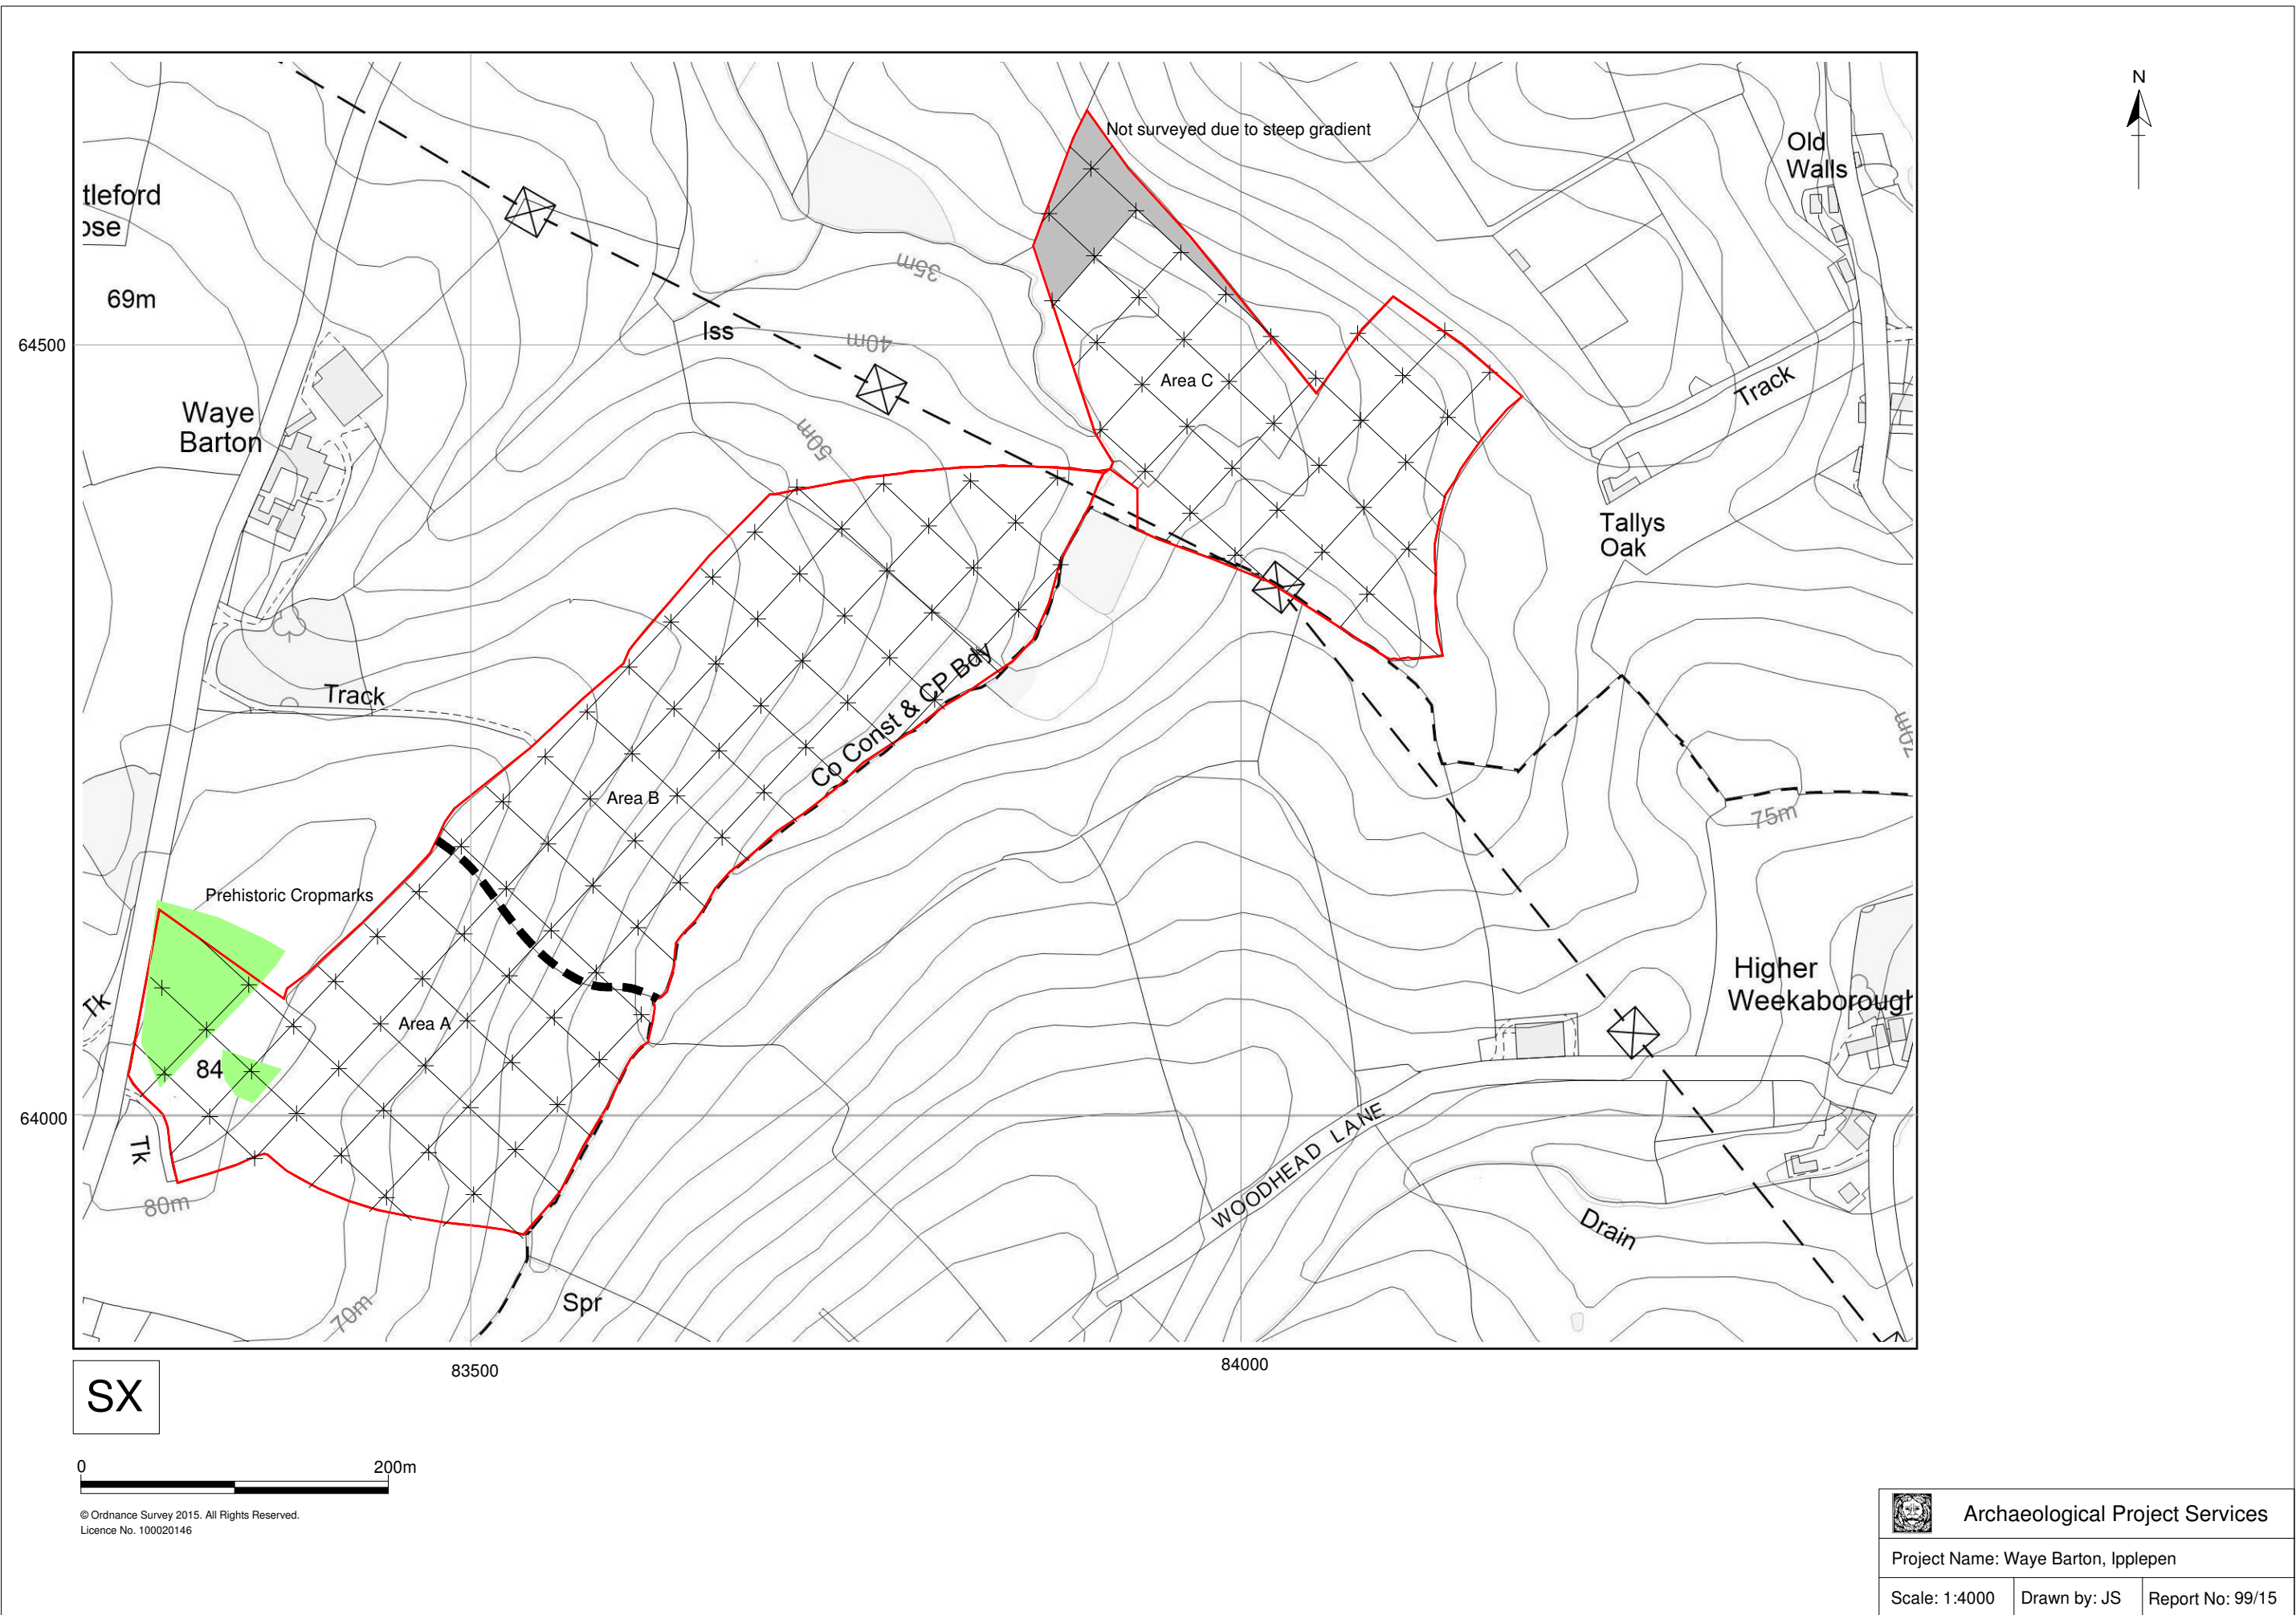 N
Not surveyed due to steep gradient
Old
Walls
tleford
ose
69m
35m
Iss
40m
64500
Area C
Track
Waye
Barton
50m
Tallys
Oak
Track
Co Const & CP Bdy
70m
Area B
75m
Prehistoric Cropmarks
Higher
Weekaborough
Tk
Area A
84
64000
WOODHEAD LANE
Tk
80m
Drain
70m
Spr
83500
84000
SX
0
200m
© Ordnance Survey 2015. All Rights Reserved.
Licence No. 100020146
Archaeological Project Services
Project Name: Waye Barton, Ipplepen
Scale: 1:4000
Drawn by: JS
Report No: 99/15